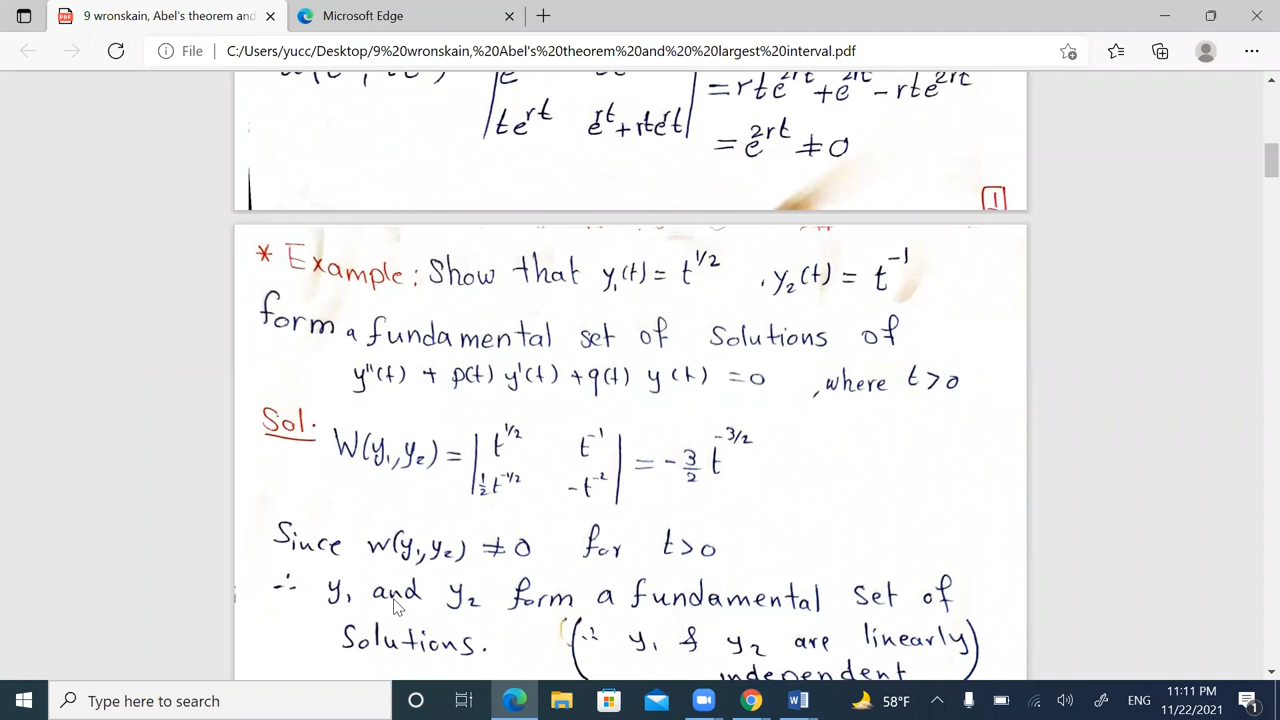 9 wronskain, Abel's theorem and
Microsoft Edge
File
C:/Users/yucc/Desktop/9%20wronskain,%20Abel's%20theorem%20and%20%20largest%20interval.pdf
= rte^2rt + e^2rt - rte^2rt
te^rt e^rt + rte^rt
= e^2rt ≠ 0
1
* Example: Show that y₁(t) = t^1/2 , y₂(t) = t^-1
form a fundamental set of solutions of
y''(t) + p(t) y'(t) + q(t) y(t) = 0 , where t > 0
Sol.
W(y₁, y₂) = | t^1/2 t^-1 | = -3/2 t^-3/2
| 1/2 t^-1/2 -t^-2 |
Since w(y₁, y₂) ≠ 0 for t > 0
∴ y₁ and y₂ form a fundamental set of
Solutions. (∴ y₁ & y₂ are linearly
independent
Type here to search
58°F
ENG
11:11 PM
11/22/2021
1